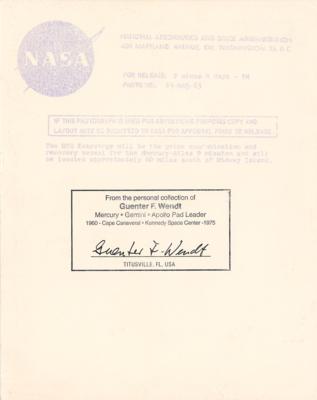 NASA
NATIONAL AERONAUTICS AND SPACE ADMINISTRATION
400 MARYLAND AVENUE, SW, WASHINGTON 25, D.C.
FOR RELEASE:
PHOTO NO.
IF THIS PHOTOGRAPH IS USED FOR ADVERTISING PURPOSES COPY AND
LAYOUT MUST BE SUBMITTED TO NASA FOR APPROVAL PRIOR TO RELEASE
The USS Kearsarge will be the prime
recovery vessel for the Mercury-Atlas 9 mission and will
be located approximately 80 miles south of Midway Island.
From the personal collection of
Guenter F. Wendt
Mercury • Gemini • Apollo Pad Leader
1960 - Cape Canaveral • Kennedy Space Center -1975
Guenter F. Wendt
TITUSVILLE, FL, USA